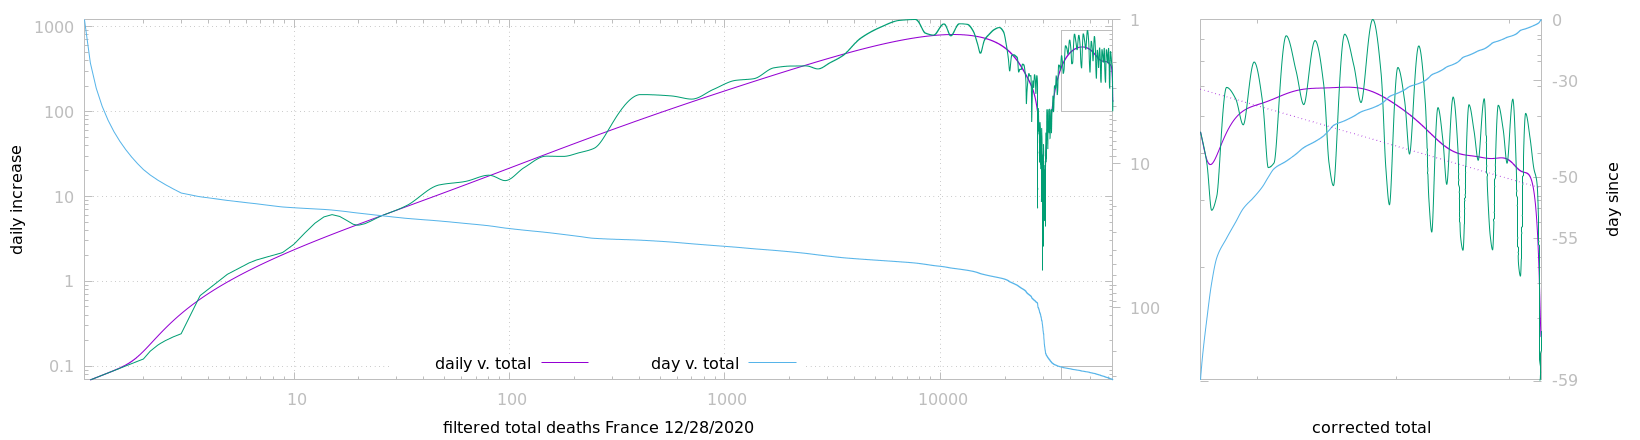 1000
100
10
1
0.1
daily increase
10
100
1000
10000
filtered total deaths France 12/28/2020
daily v. total
day v. total
1
10
100
0
-30
-50
-55
-59
day since
corrected total